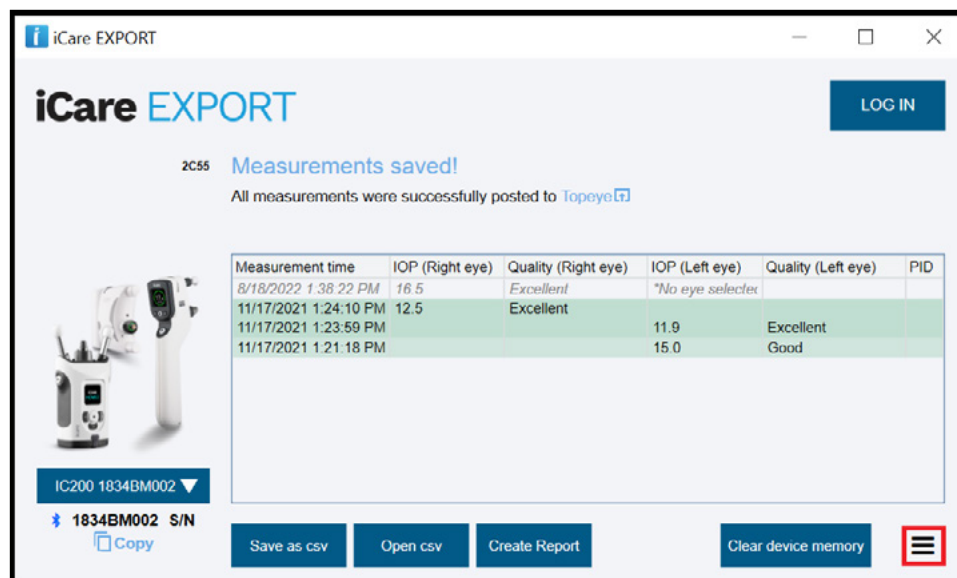 iCare EXPORT
iCare EXPORT
LOG IN
2C55
Measurements saved!
All measurements were successfully posted to Topeye
Measurement time IOP (Right eye) Quality (Right eye) IOP (Left eye) Quality (Left eye) PID
8/18/2022 1:38:22 PM 16.5 Excellent *No eye selected
11/17/2021 1:24:10 PM 12.5 Excellent
11/17/2021 1:23:59 PM 11.9 Excellent
11/17/2021 1:21:18 PM 15.0 Good
IC200 1834BM002
1834BM002 S/N
Copy
Save as csv Open csv Create Report Clear device memory